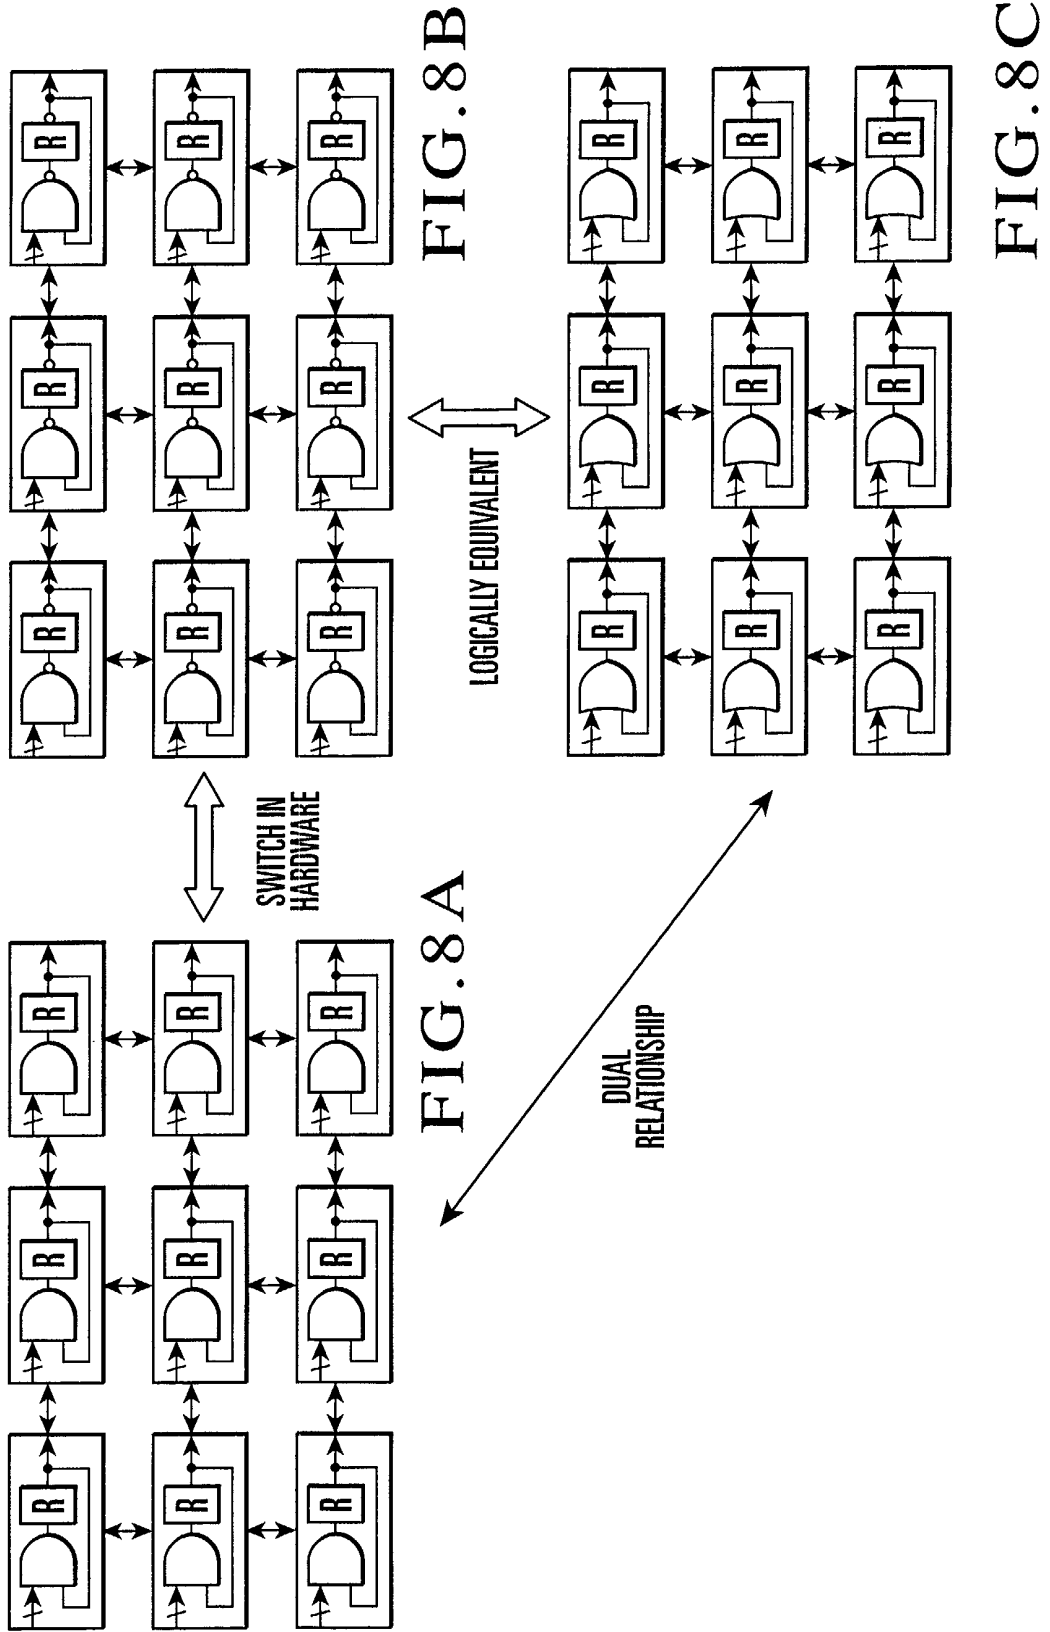 R R R
R R R
R R R
FIG.8A
SWITCH IN
HARDWARE
R R R
R R R
R R R
FIG.8B
LOGICALLY EQUIVALENT
DUAL
RELATIONSHIP
R R R
R R R
R R R
FIG.8C